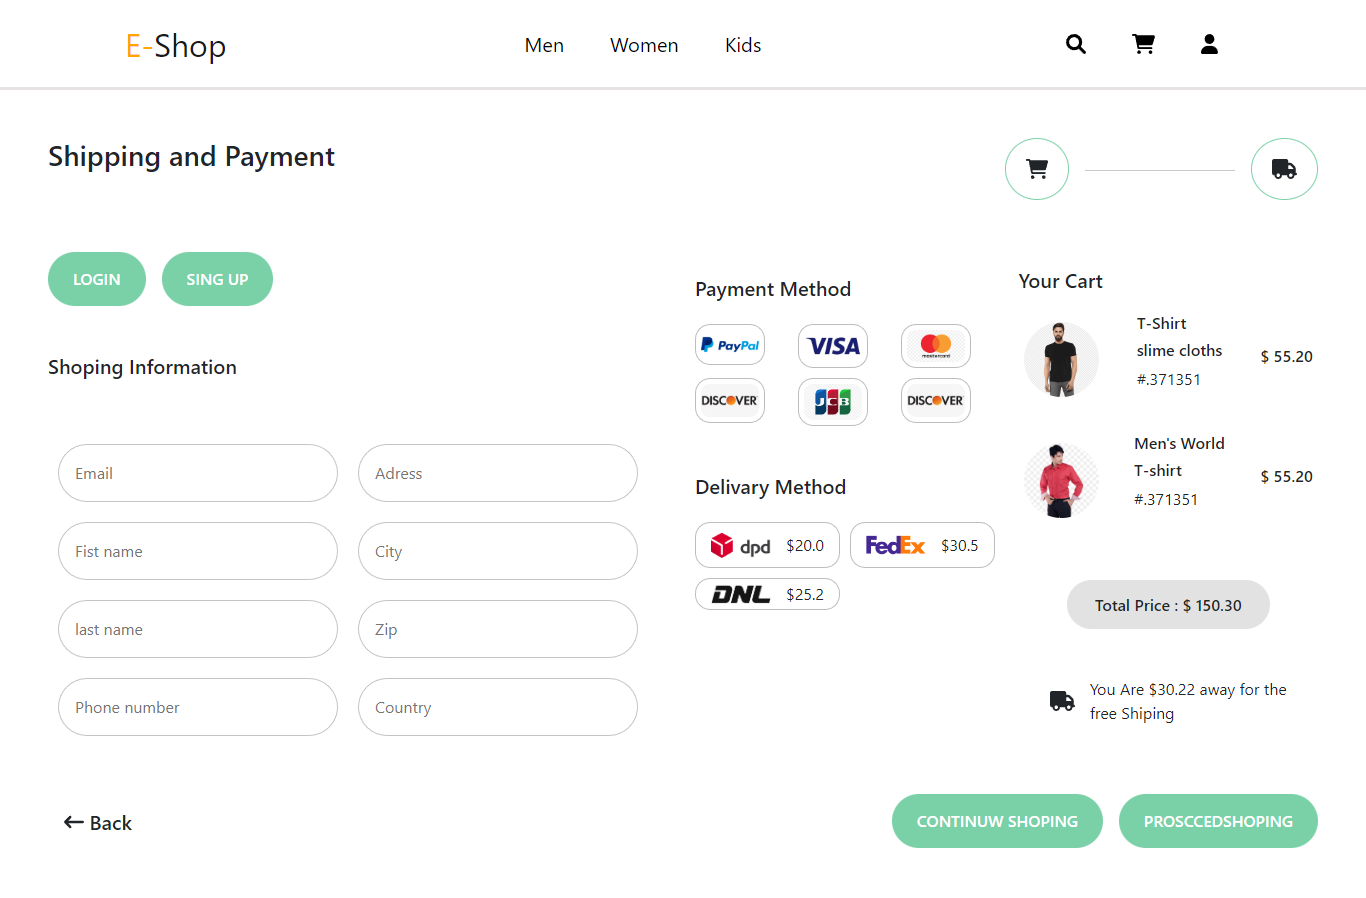 E-Shop
Men
Women
Kids
Shipping and Payment
LOGIN
SING UP
Shoping Information
Email
Adress
Fist name
City
last name
Zip
Phone number
Country
Payment Method
PayPal
VISA
mastercard
DISCOVER
JCB
DISCOVER
Delivary Method
dpd $20.0
FedEx $30.5
DNL $25.2
Your Cart
T-Shirt
slime cloths
#.371351
$ 55.20
Men's World
T-shirt
#.371351
$ 55.20
Total Price : $ 150.30
You Are $30.22 away for the
free Shiping
Back
CONTINUW SHOPING
PROSCCEDSHOPING